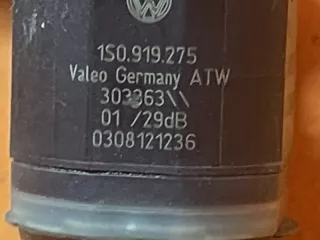 1S0.919.275
Valeo Germany ATW
303363\\
01 /29dB
0308121236